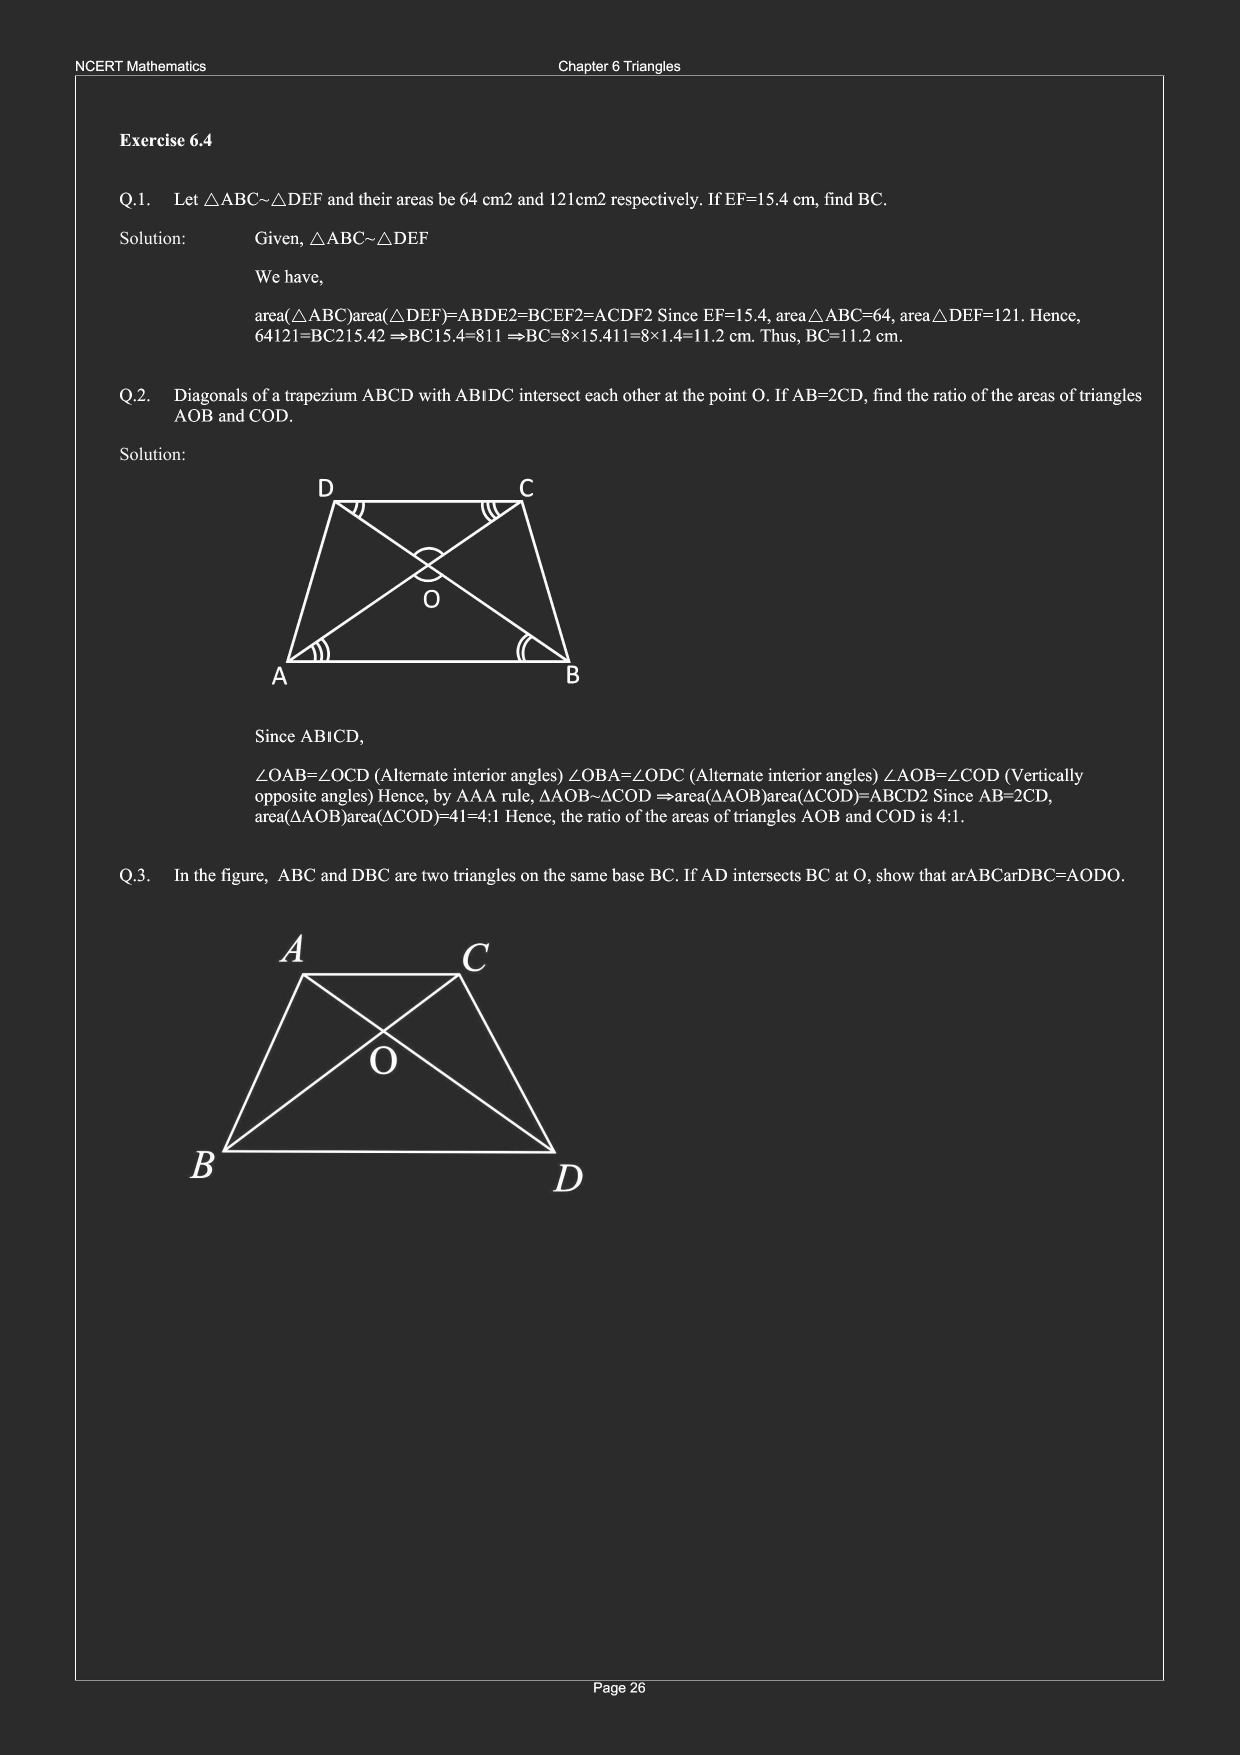 NCERT Mathematics Chapter 6 Triangles
Exercise 6.4
Q.1. Let △ABC~△DEF and their areas be 64 cm2 and 121cm2 respectively. If EF=15.4 cm, find BC.
Solution: Given, △ABC~△DEF
We have,
area(△ABC)area(△DEF)=ABDE2=BCEF2=ACDF2 Since EF=15.4, area△ABC=64, area△DEF=121. Hence,
64121=BC215.42 ⇒BC15.4=811 ⇒BC=8×15.411=8×1.4=11.2 cm. Thus, BC=11.2 cm.
Q.2. Diagonals of a trapezium ABCD with AB∥DC intersect each other at the point O. If AB=2CD, find the ratio of the areas of triangles
AOB and COD.
Solution:
D C
O
A B
Since AB∥CD,
∠OAB=∠OCD (Alternate interior angles) ∠OBA=∠ODC (Alternate interior angles) ∠AOB=∠COD (Vertically
opposite angles) Hence, by AAA rule, ∆AOB~∆COD ⇒area(∆AOB)area(∆COD)=ABCD2 Since AB=2CD,
area(∆AOB)area(∆COD)=41=4:1 Hence, the ratio of the areas of triangles AOB and COD is 4:1.
Q.3. In the figure, ABC and DBC are two triangles on the same base BC. If AD intersects BC at O, show that arABCarDBC=AODO.
A C
O
B D
Page 26